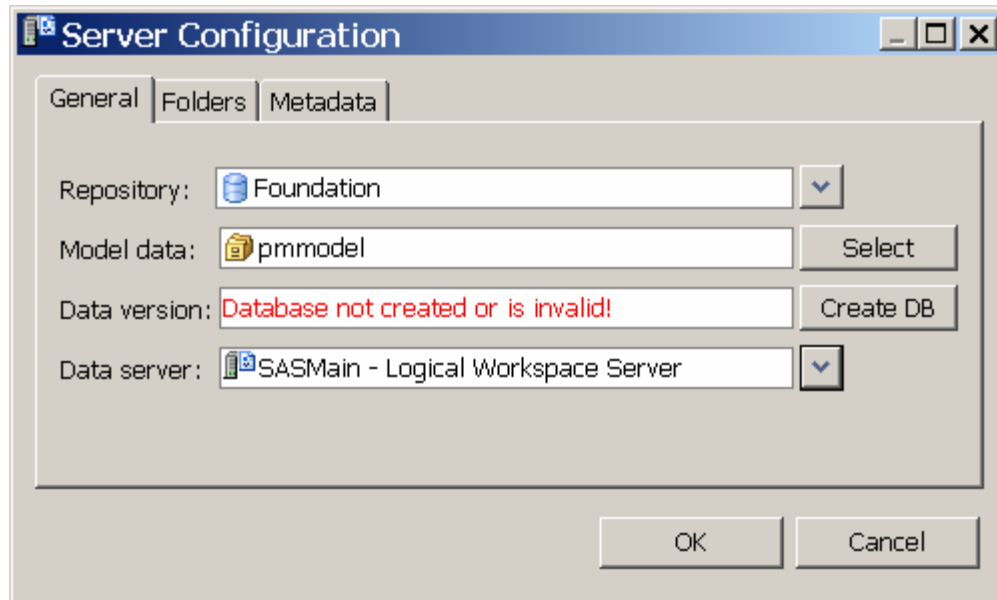 Server Configuration
General Folders Metadata
Repository: Foundation
Model data: pmmodel Select
Data version: Database not created or is invalid! Create DB
Data server: SASMain - Logical Workspace Server
OK Cancel